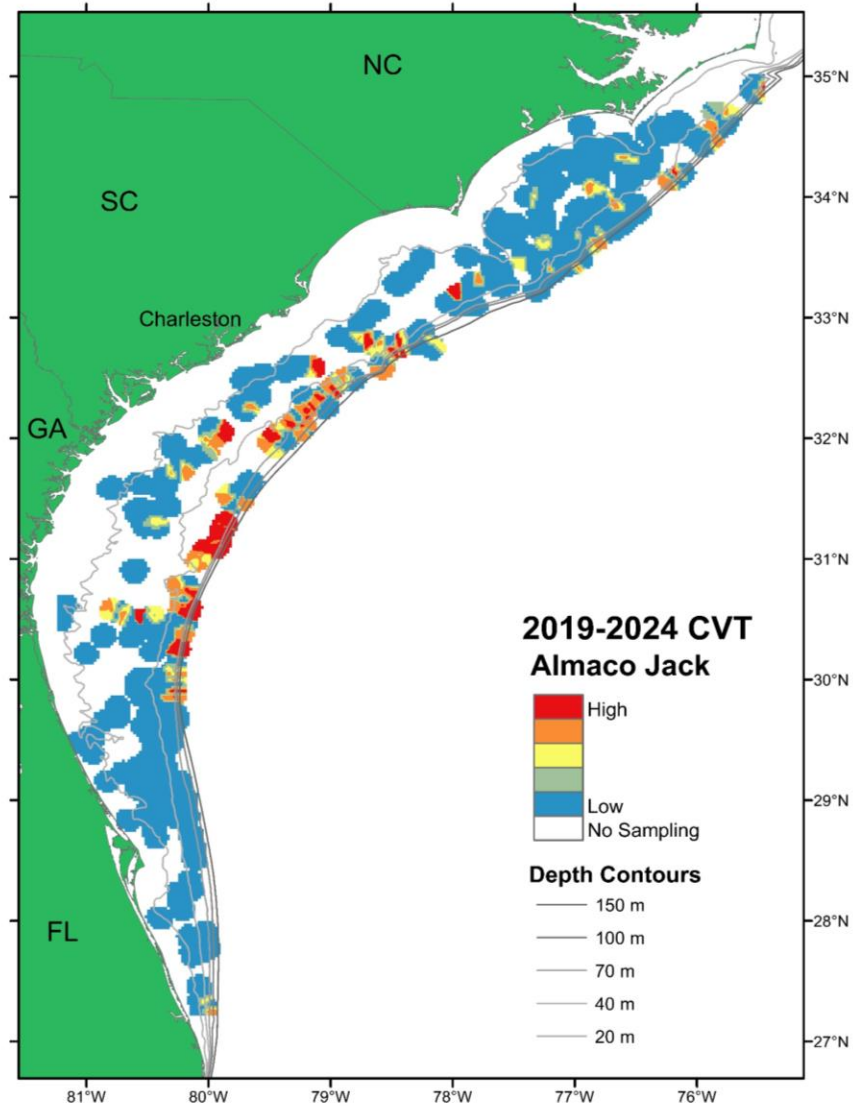 NC
35°N
34°N
SC
Charleston
33°N
GA
32°N
31°N
2019-2024 CVT
Almaco Jack
30°N
High
Low
No Sampling
29°N
Depth Contours
150 m
100 m
70 m
40 m
20 m
28°N
FL
27°N
81°W
80°W
79°W
78°W
77°W
76°W